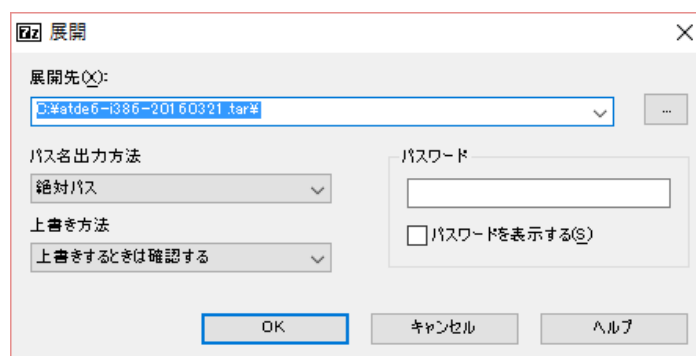 7z 展開
展開先(X):
C:¥atde6-i386-20160321.tar¥
...
パス名出力方法
絶対パス
上書き方法
上書きするときは確認する
パスワード
パスワードを表示する(S)
OK
キャンセル
ヘルプ